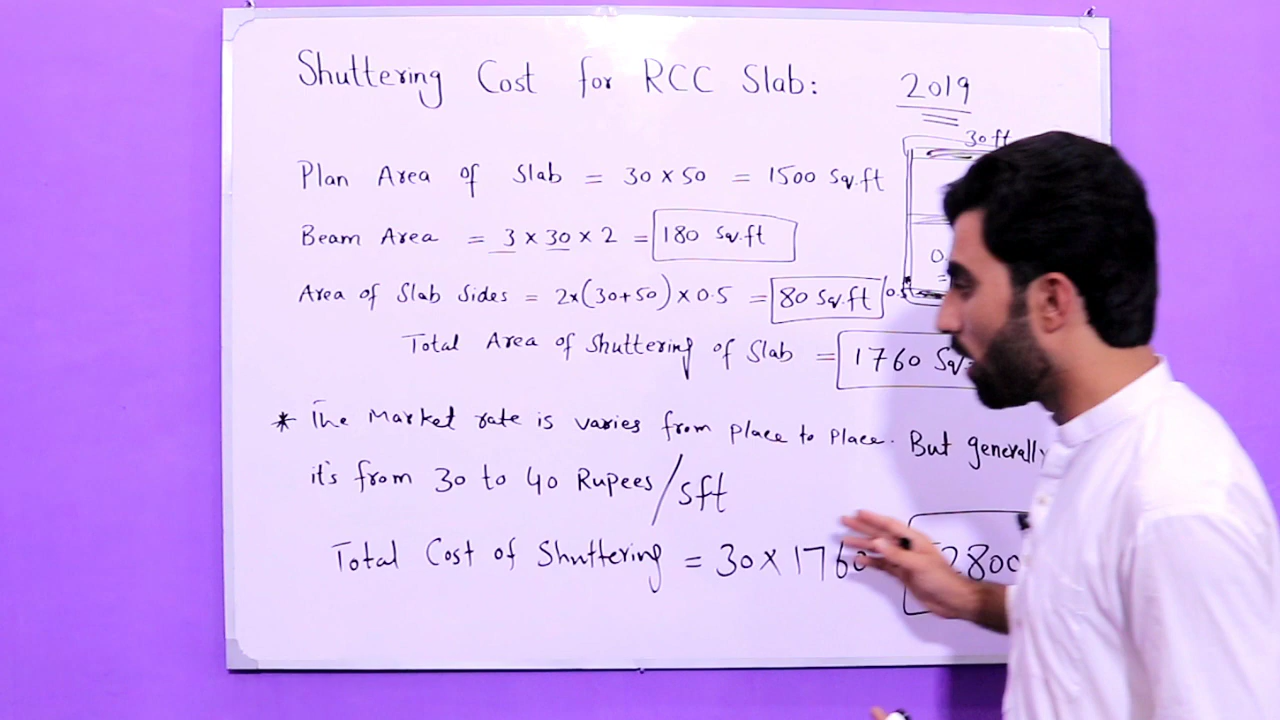 Shuttering Cost for RCC Slab:
2019
30ft
Plan Area of Slab = 30 x 50 = 1500 Sq.ft
Beam Area = 3 x 30 x 2 = 180 Sq.ft
Area of Slab Sides = 2x(30+50) x 0.5 = 80 Sq.ft
Total Area of Shuttering of Slab = 1760 Sq
* The Market rate is varies from place to place. But generally
it's from 30 to 40 Rupees/sft
Total Cost of Shuttering = 30 x 1760